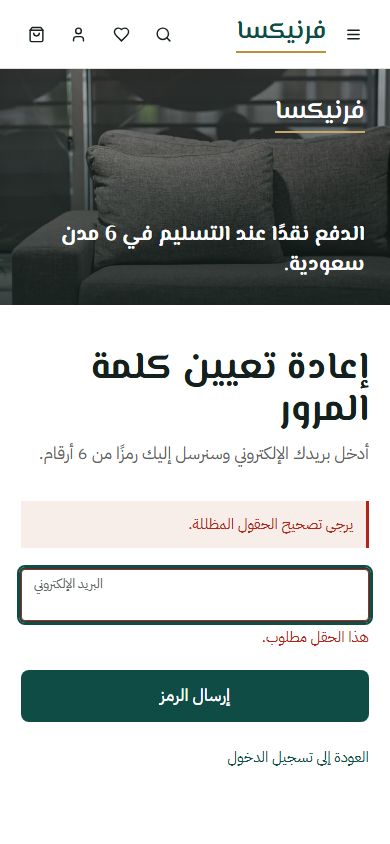 فرنيكسا
فرنيكسا
الدفع نقدًا عند التسليم في 6 مدن
سعودية.
إعادة تعيين كلمة
المرور
أدخل بريدك الإلكتروني وسنرسل إليك رمزًا من 6 أرقام.
يرجى تصحيح الحقول المظللة.
البريد الإلكتروني
هذا الحقل مطلوب.
إرسال الرمز
العودة إلى تسجيل الدخول